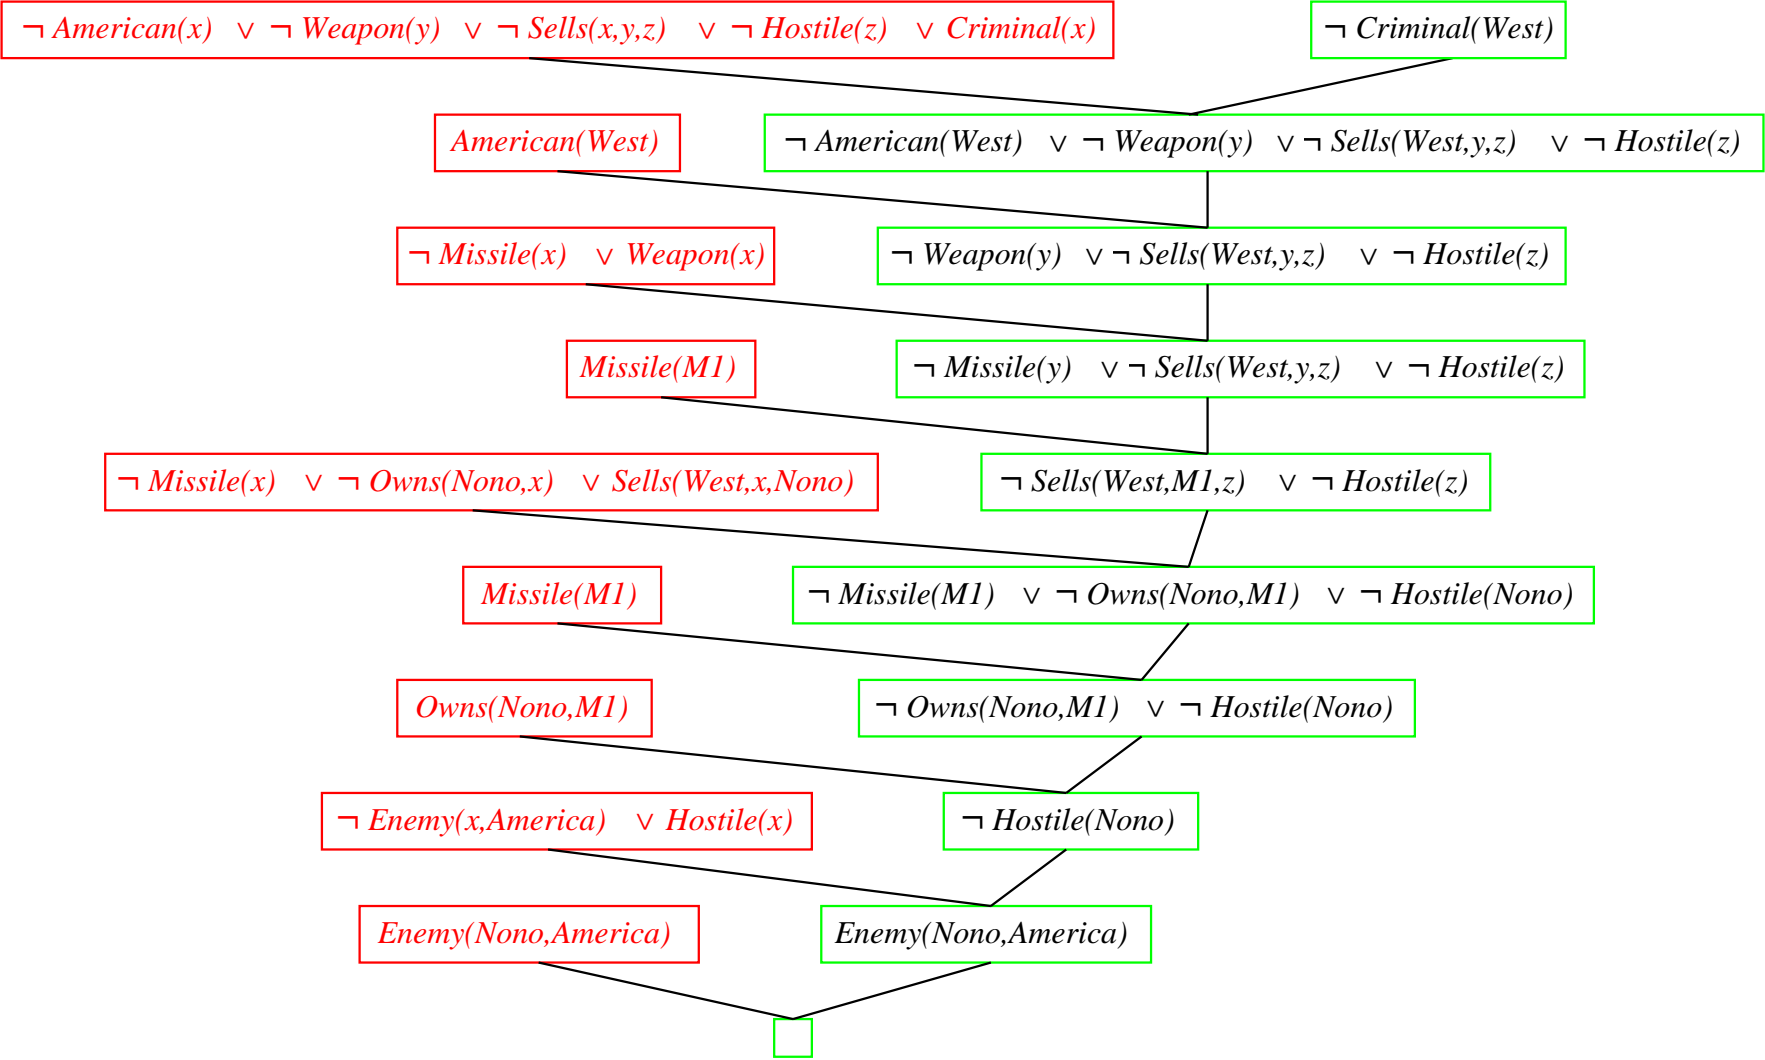 ¬ American(x) ∨ ¬ Weapon(y) ∨ ¬ Sells(x,y,z) ∨ ¬ Hostile(z) ∨ Criminal(x)
¬ Criminal(West)
American(West)
¬ American(West) ∨ ¬ Weapon(y) ∨ ¬ Sells(West,y,z) ∨ ¬ Hostile(z)
¬ Missile(x) ∨ Weapon(x)
¬ Weapon(y) ∨ ¬ Sells(West,y,z) ∨ ¬ Hostile(z)
Missile(M1)
¬ Missile(y) ∨ ¬ Sells(West,y,z) ∨ ¬ Hostile(z)
¬ Missile(x) ∨ ¬ Owns(Nono,x) ∨ Sells(West,x,Nono)
¬ Sells(West,M1,z) ∨ ¬ Hostile(z)
Missile(M1)
¬ Missile(M1) ∨ ¬ Owns(Nono,M1) ∨ ¬ Hostile(Nono)
Owns(Nono,M1)
¬ Owns(Nono,M1) ∨ ¬ Hostile(Nono)
¬ Enemy(x,America) ∨ Hostile(x)
¬ Hostile(Nono)
Enemy(Nono,America)
Enemy(Nono,America)